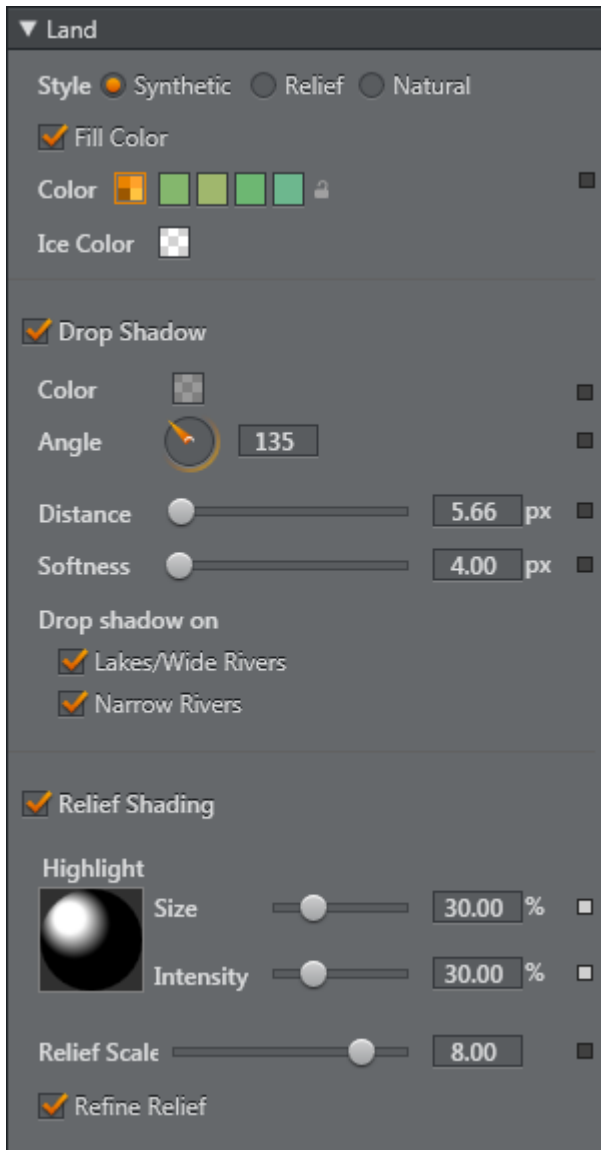 Land
Style Synthetic Relief Natural
Fill Color
Color
Ice Color
Drop Shadow
Color
Angle 135
Distance 5.66 px
Softness 4.00 px
Drop shadow on
Lakes/Wide Rivers
Narrow Rivers
Relief Shading
Highlight
Size 30.00 %
Intensity 30.00 %
Relief Scale 8.00
Refine Relief